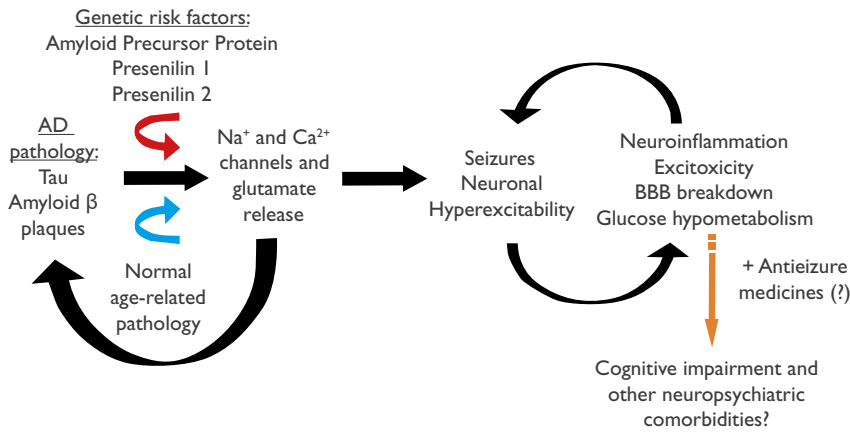 Genetic risk factors:
Amyloid Precursor Protein
Presenilin 1
Presenilin 2
AD
pathology:
Tau
Amyloid β
plaques
Na⁺ and Ca²⁺
channels and
glutamate
release
Normal
age-related
pathology
Seizures
Neuronal
Hyperexcitability
Neuroinflammation
Excitoxicity
BBB breakdown
Glucose hypometabolism
+ Antieizure
medicines (?)
Cognitive impairment and
other neuropsychiatric
comorbidities?